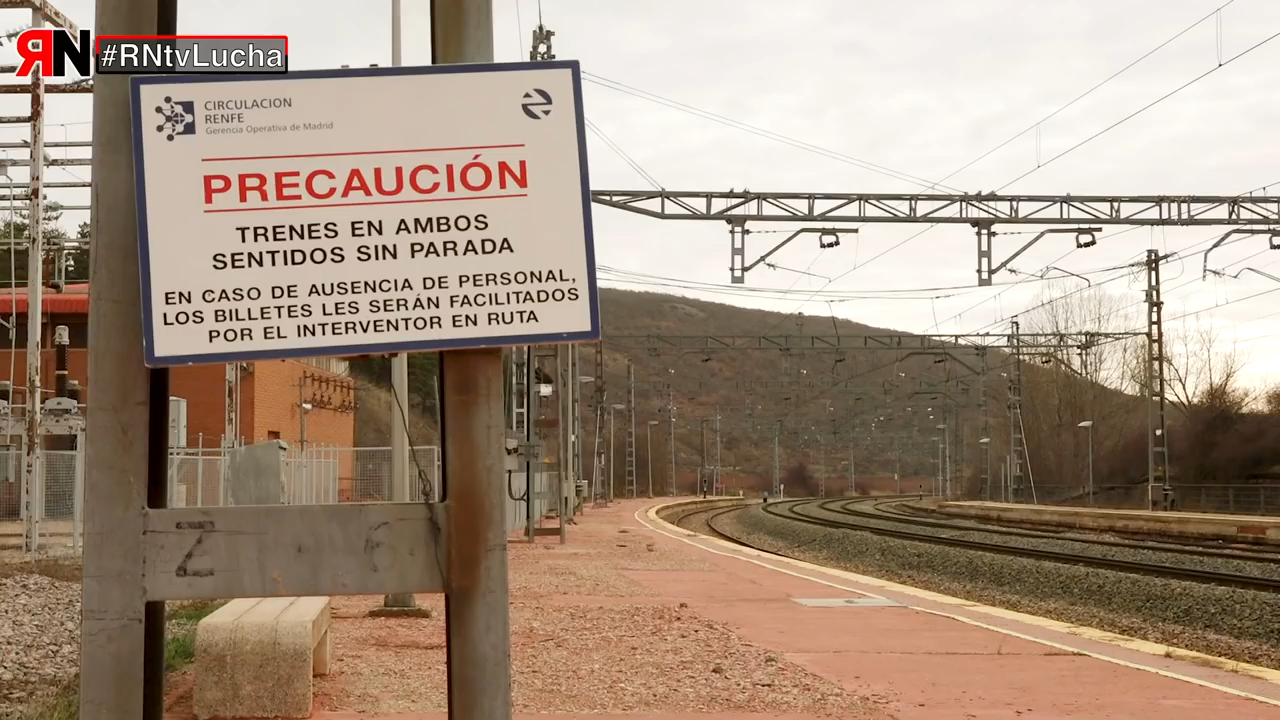 RN #RNtvLucha
CIRCULACION
RENFE
Gerencia Operativa de Madrid
PRECAUCIÓN
TRENES EN AMBOS
SENTIDOS SIN PARADA
EN CASO DE AUSENCIA DE PERSONAL,
LOS BILLETES LES SERÁN FACILITADOS
POR EL INTERVENTOR EN RUTA